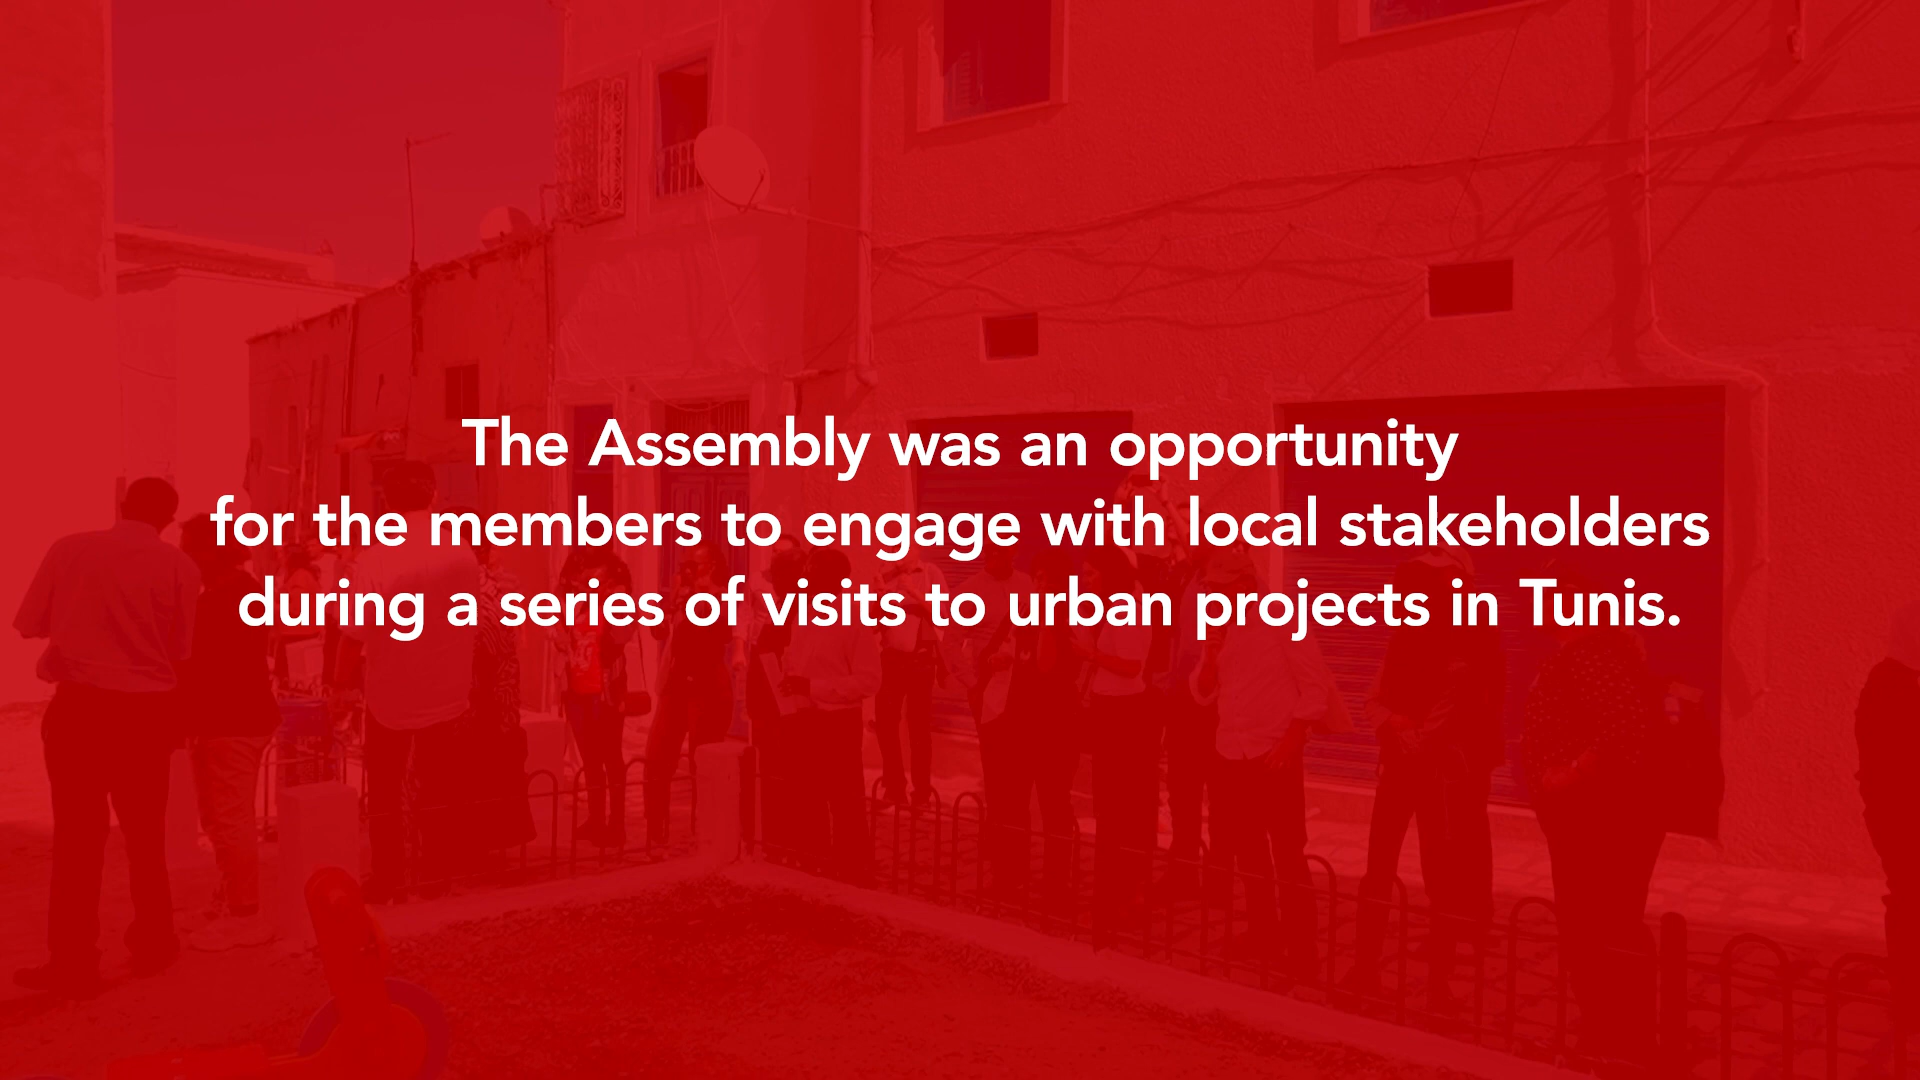 The Assembly was an opportunity
for the members to engage with local stakeholders
during a series of visits to urban projects in Tunis.